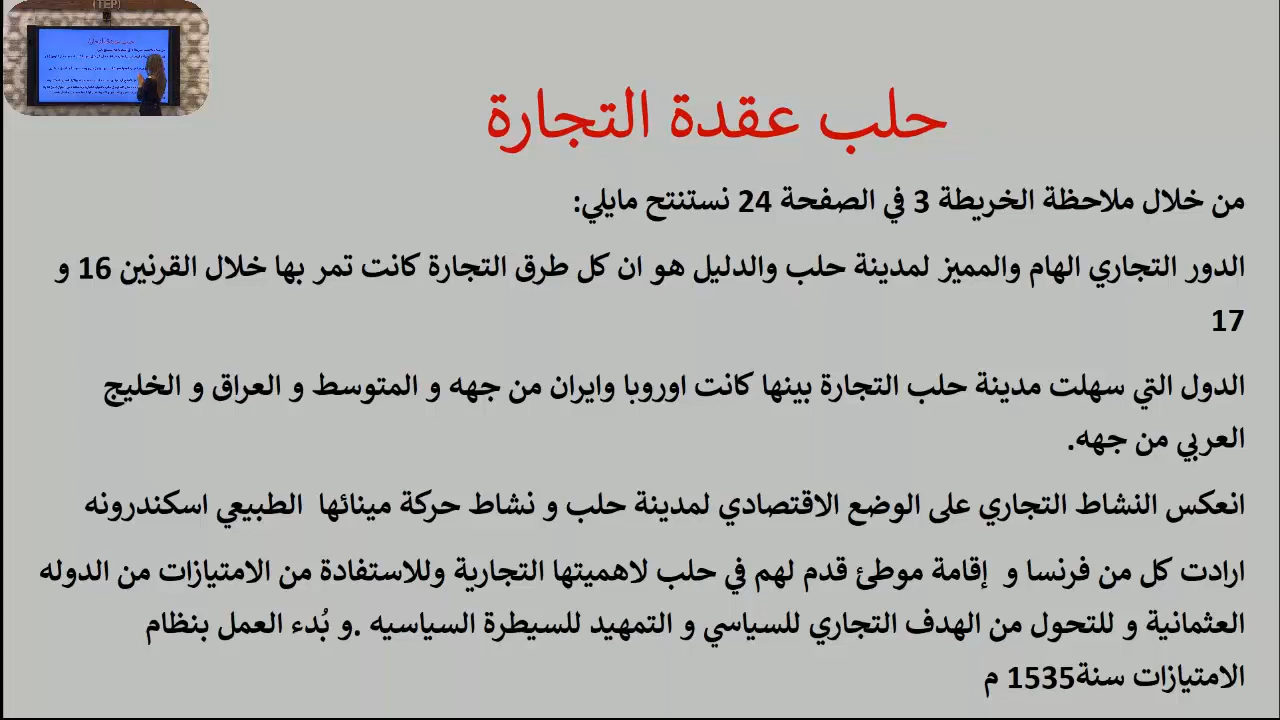 (TEP)
حلب عقدة التجارة
من خلال ملاحظة الخريطة 3 في الصفحة 24 نستنتح مايلي:
الدور التجاري الهام والمميز لمدينة حلب والدليل هو ان كل طرق التجارة كانت تمر بها خلال القرنين 16 و
17
الدول التي سهلت مدينة حلب التجارة بينها كانت اوروبا وايران من جهه و المتوسط و العراق و الخليج
العربي من جهه.
انعكس النشاط التجاري على الوضع الاقتصادي لمدينة حلب و نشاط حركة مينائها الطبيعي اسكندرونه
ارادت كل من فرنسا و إقامة موطئ قدم لهم في حلب لاهميتها التجارية وللاستفادة من الامتيازات من الدوله
العثمانية و للتحول من الهدف التجاري للسياسي و التمهيد للسيطرة السياسيه .و بُدء العمل بنظام
الامتيازات سنة1535 م